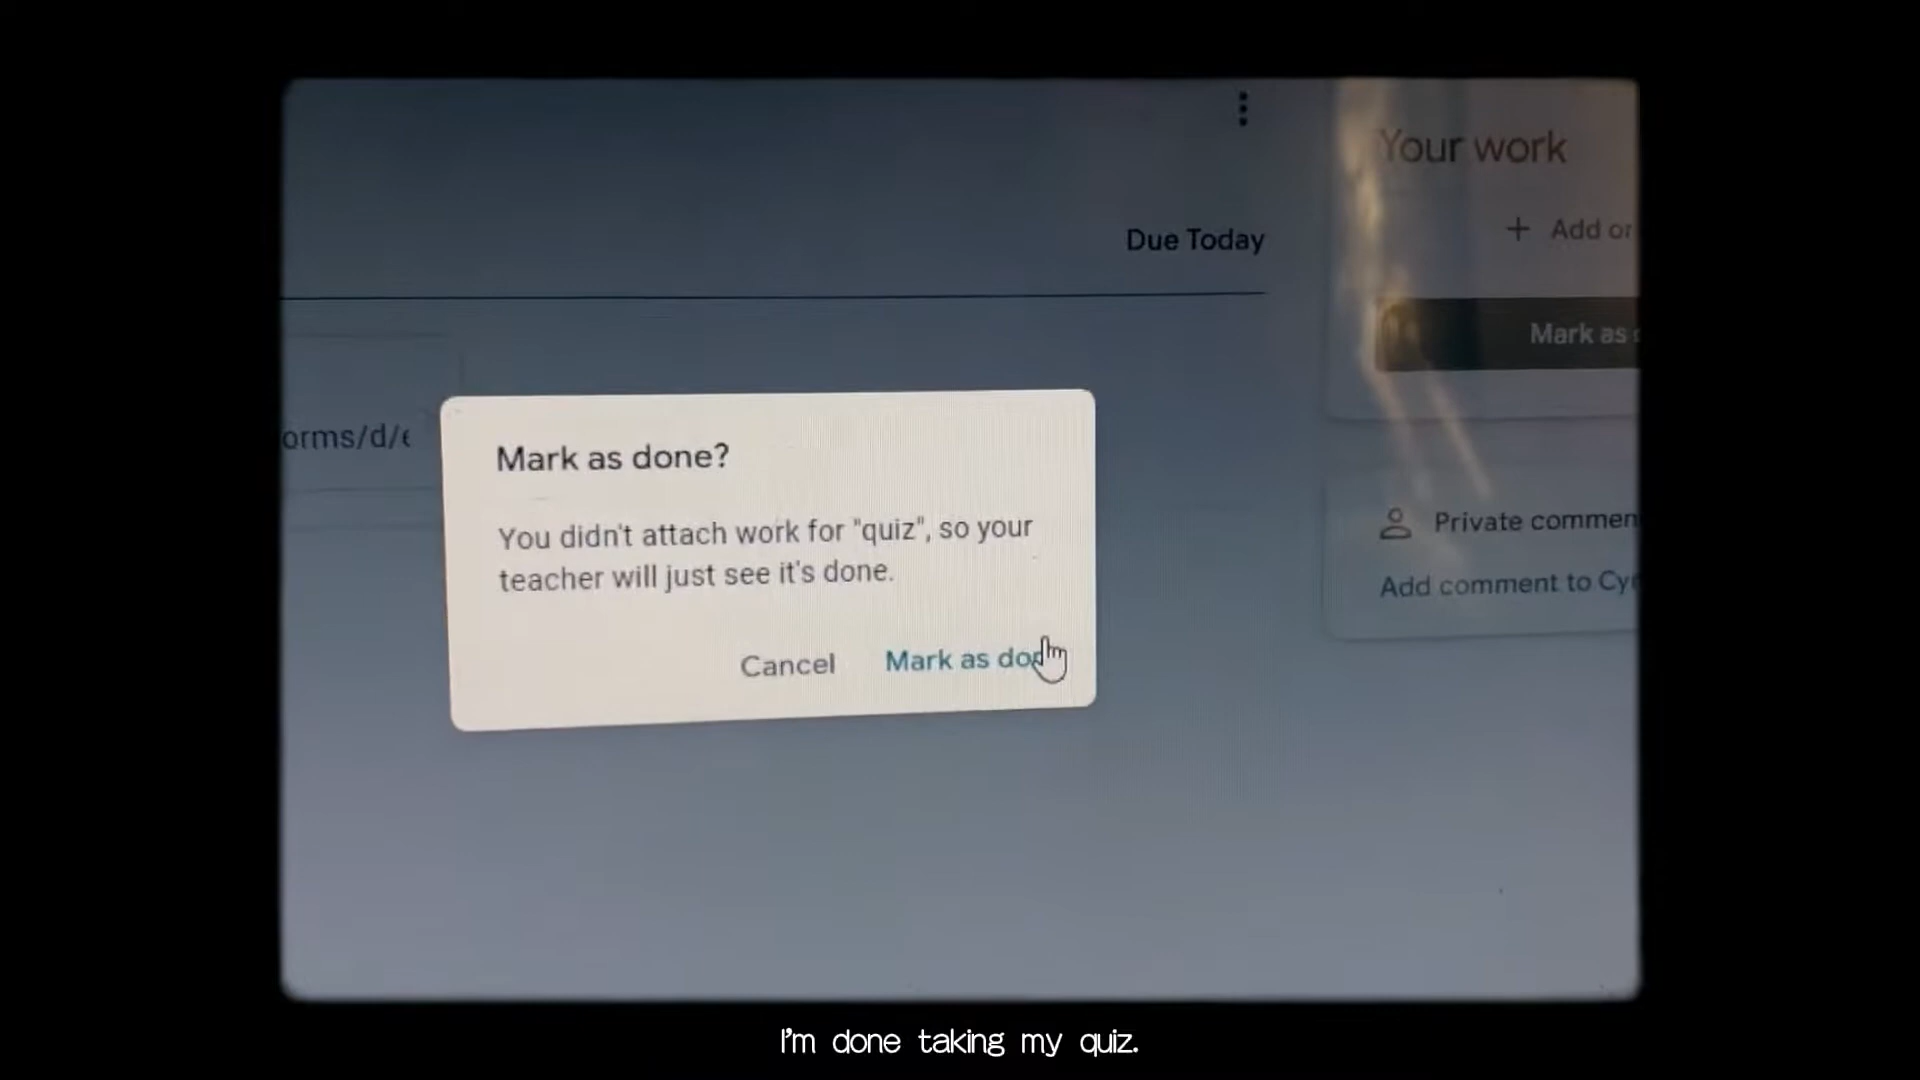 Your work
Due Today
+ Add or
Mark as
orms/d/e
Mark as done?
You didn't attach work for "quiz", so your
teacher will just see it's done.
Cancel
Mark as don
Private commen
Add comment to Cy
I'm done taking my quiz.